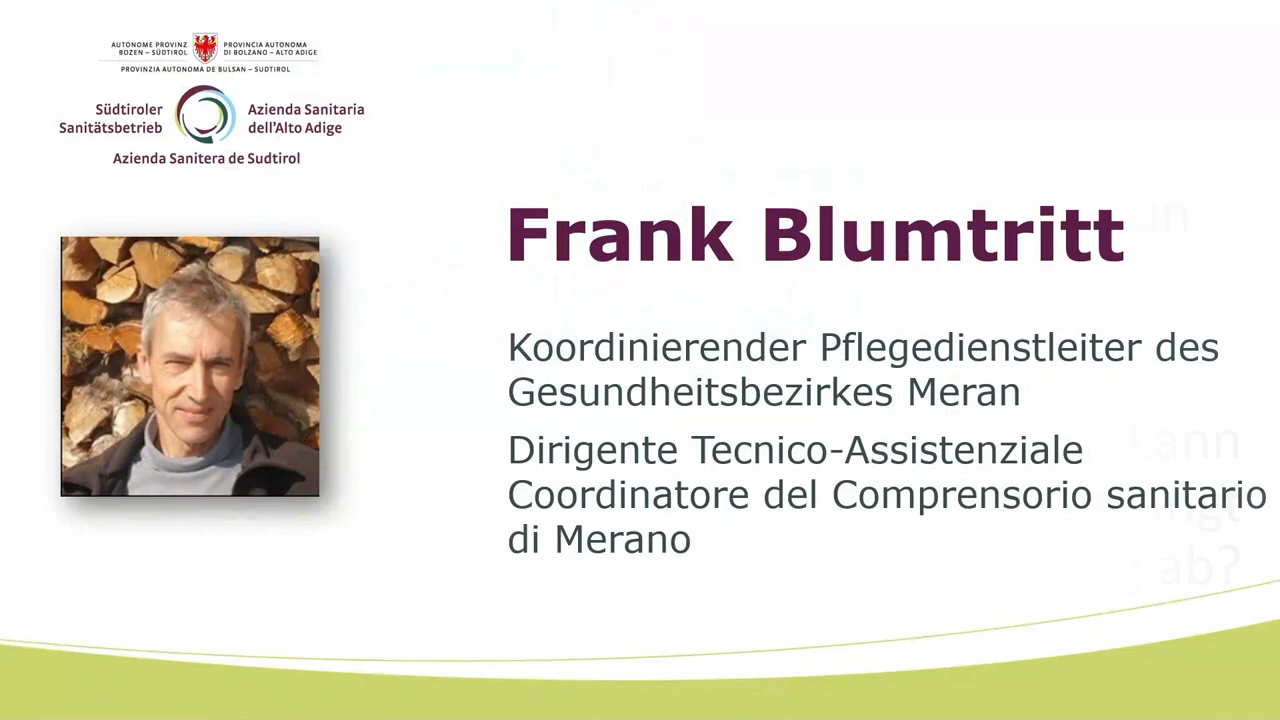 AUTONOME PROVINZ
BOZEN – SÜDTIROL
PROVINCIA AUTONOMA
DI BOLZANO – ALTO ADIGE
PROVINZIA AUTONOMA DE BULSAN – SUDTIROL
Südtiroler
Sanitätsbetrieb
Azienda Sanitaria
dell'Alto Adige
Azienda Sanitera de Sudtirol
Frank Blumtritt
Koordinierender Pflegedienstleiter des
Gesundheitsbezirkes Meran
Dirigente Tecnico-Assistenziale
Coordinatore del Comprensorio sanitario
di Merano
kann
ab?